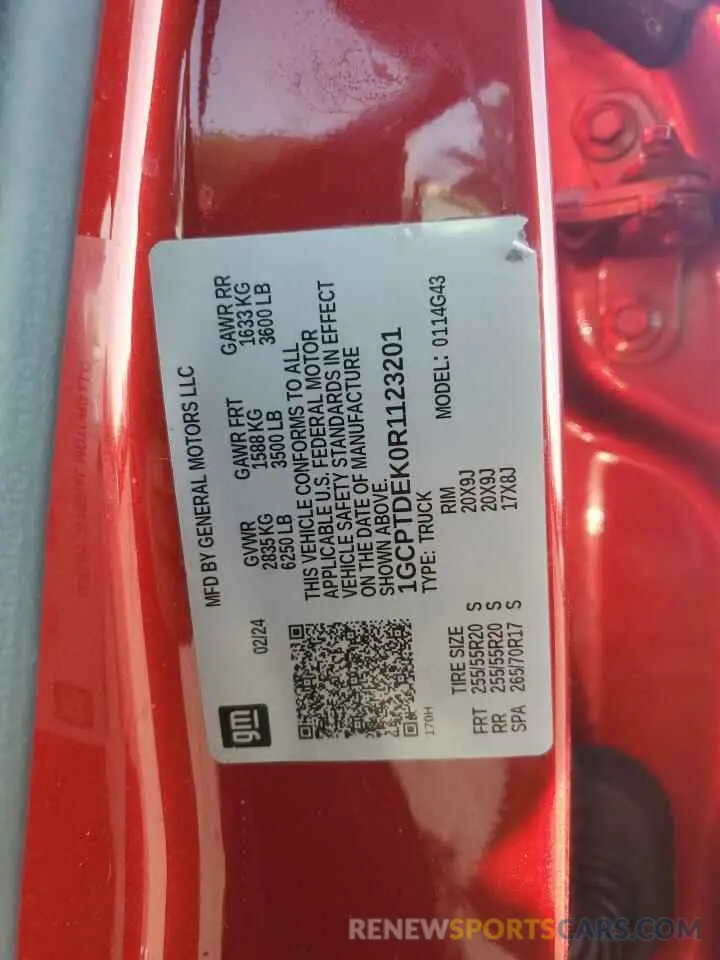 gm
02/24
MFD BY GENERAL MOTORS LLC
GVWR GAWR FRT GAWR RR
2835 KG 1588 KG 1633 KG
6250 LB 3500 LB 3600 LB
THIS VEHICLE CONFORMS TO ALL
APPLICABLE U.S. FEDERAL MOTOR
VEHICLE SAFETY STANDARDS IN EFFECT
ON THE DATE OF MANUFACTURE
SHOWN ABOVE.
1GCPTDEK0R1123201
TYPE: TRUCK MODEL: 0114G43
170H
TIRE SIZE RIM
FRT 255/55R20 S 20X9J
RR 255/55R20 S 20X9J
SPA 265/70R17 S 17X8J
RENEWSPORTSCARS.COM